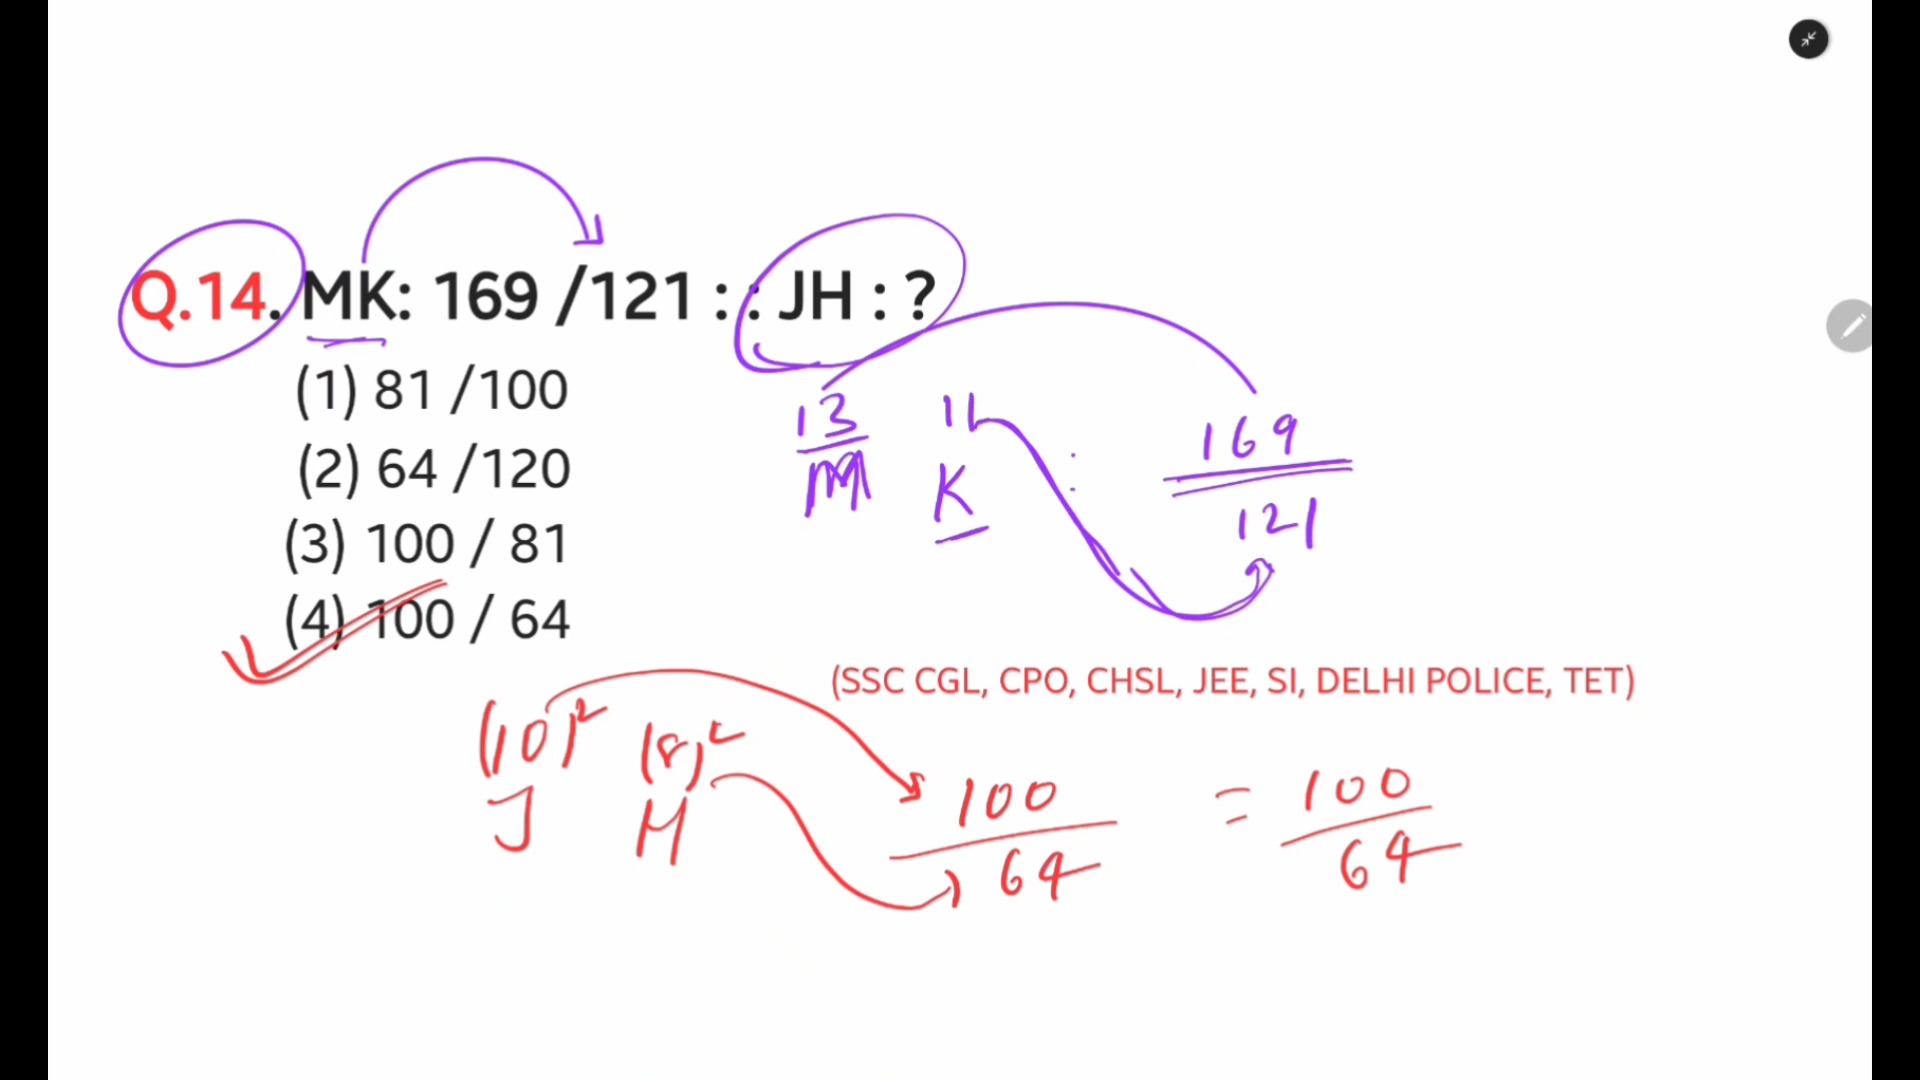 Q.14. MK: 169 /121 : : JH : ?
(1) 81 /100
(2) 64 /120
(3) 100 / 81
(4) 100 / 64
13 11 169
M K : 121
(SSC CGL, CPO, CHSL, JEE, SI, DELHI POLICE, TET)
(10)² (8)² 100 = 100
J H 64 64